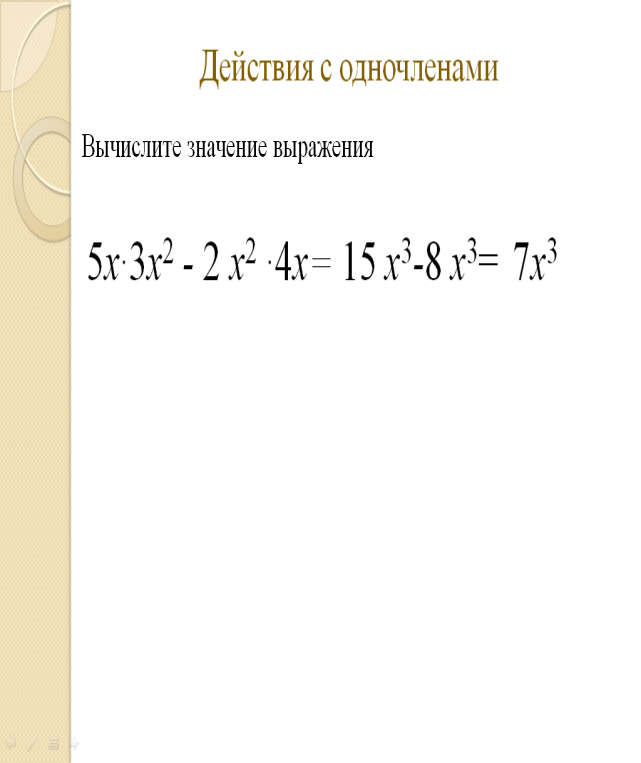 Действия с одночленами
Вычислите значение выражения
5x·3x² - 2 x² ·4x= 15 x³-8 x³= 7x³